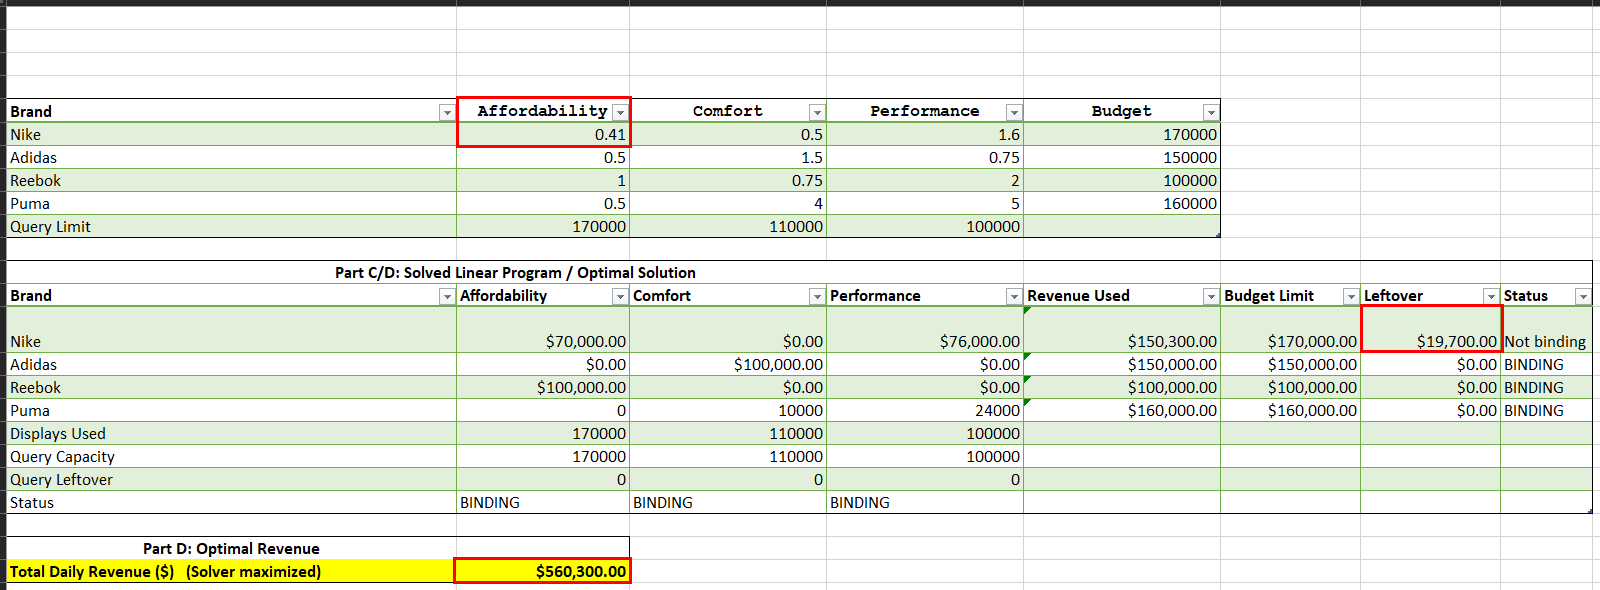 Brand Affordability Comfort Performance Budget
Nike 0.41 0.5 1.6 170000
Adidas 0.5 1.5 0.75 150000
Reebok 1 0.75 2 100000
Puma 0.5 4 5 160000
Query Limit 170000 110000 100000
Part C/D: Solved Linear Program / Optimal Solution
Brand Affordability Comfort Performance Revenue Used Budget Limit Leftover Status
Nike $70,000.00 $0.00 $76,000.00 $150,300.00 $170,000.00 $19,700.00 Not binding
Adidas $0.00 $100,000.00 $0.00 $150,000.00 $150,000.00 $0.00 BINDING
Reebok $100,000.00 $0.00 $0.00 $100,000.00 $100,000.00 $0.00 BINDING
Puma 0 10000 24000 $160,000.00 $160,000.00 $0.00 BINDING
Displays Used 170000 110000 100000
Query Capacity 170000 110000 100000
Query Leftover 0 0 0
Status BINDING BINDING BINDING
Part D: Optimal Revenue
Total Daily Revenue ($) (Solver maximized) $560,300.00